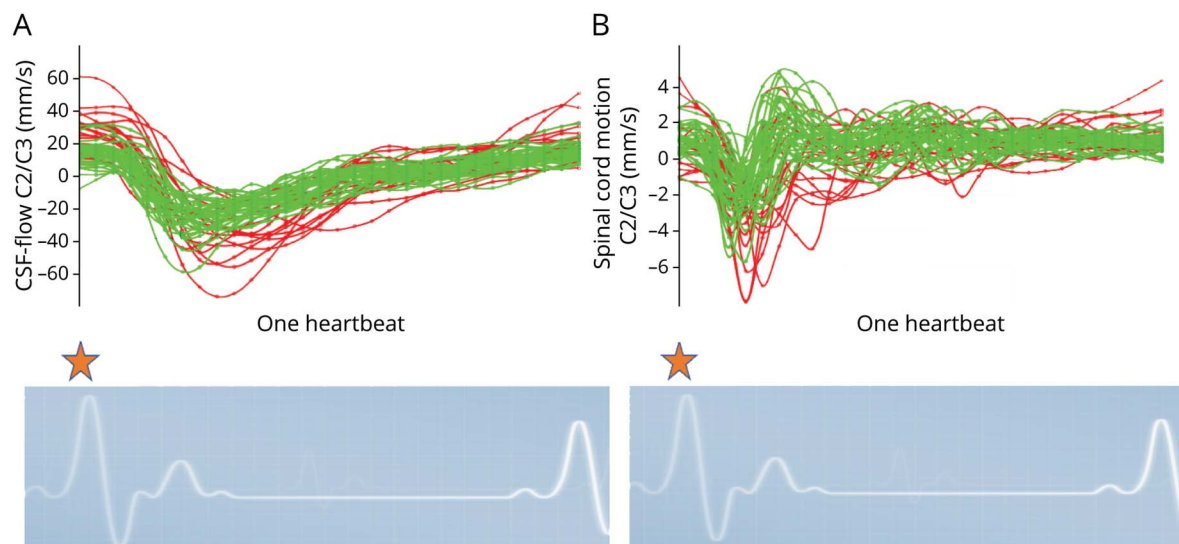 A
CSF-flow C2/C3 (mm/s)
60
40
20
0
−20
−40
−60
One heartbeat
B
Spinal cord motion
C2/C3 (mm/s)
4
2
0
−2
−4
−6
One heartbeat